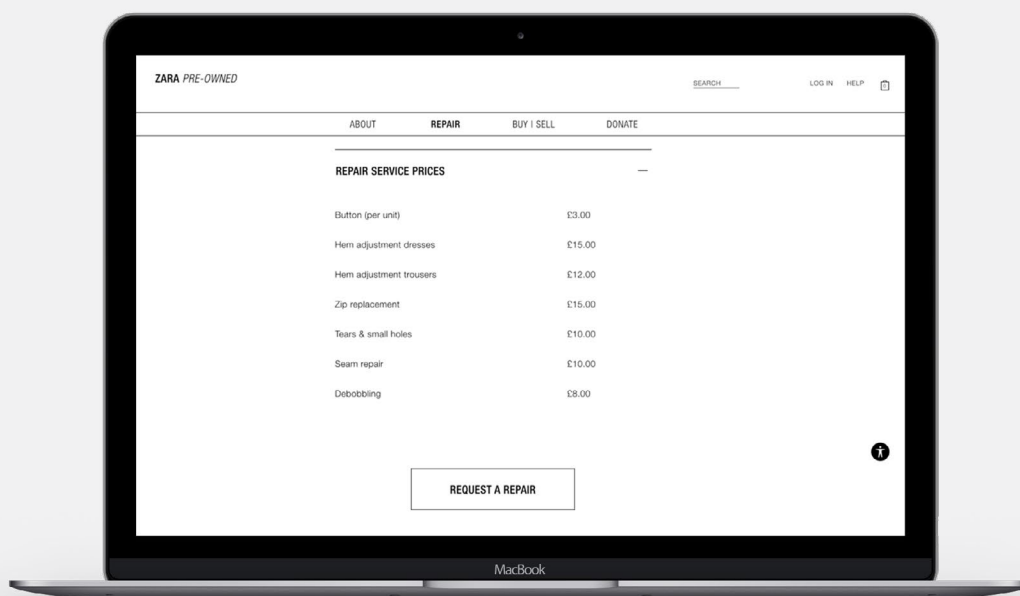 ZARA PRE-OWNED
SEARCH
LOG IN HELP 0
ABOUT REPAIR BUY | SELL DONATE
REPAIR SERVICE PRICES
Button (per unit) £3.00
Hem adjustment dresses £15.00
Hem adjustment trousers £12.00
Zip replacement £15.00
Tears & small holes £10.00
Seam repair £10.00
Debobbling £8.00
REQUEST A REPAIR
MacBook